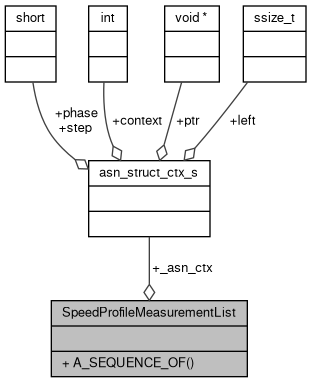 short
int
void *
ssize_t
+phase
+step
+context
+ptr
+left
asn_struct_ctx_s
+_asn_ctx
SpeedProfileMeasurementList
+ A_SEQUENCE_OF()